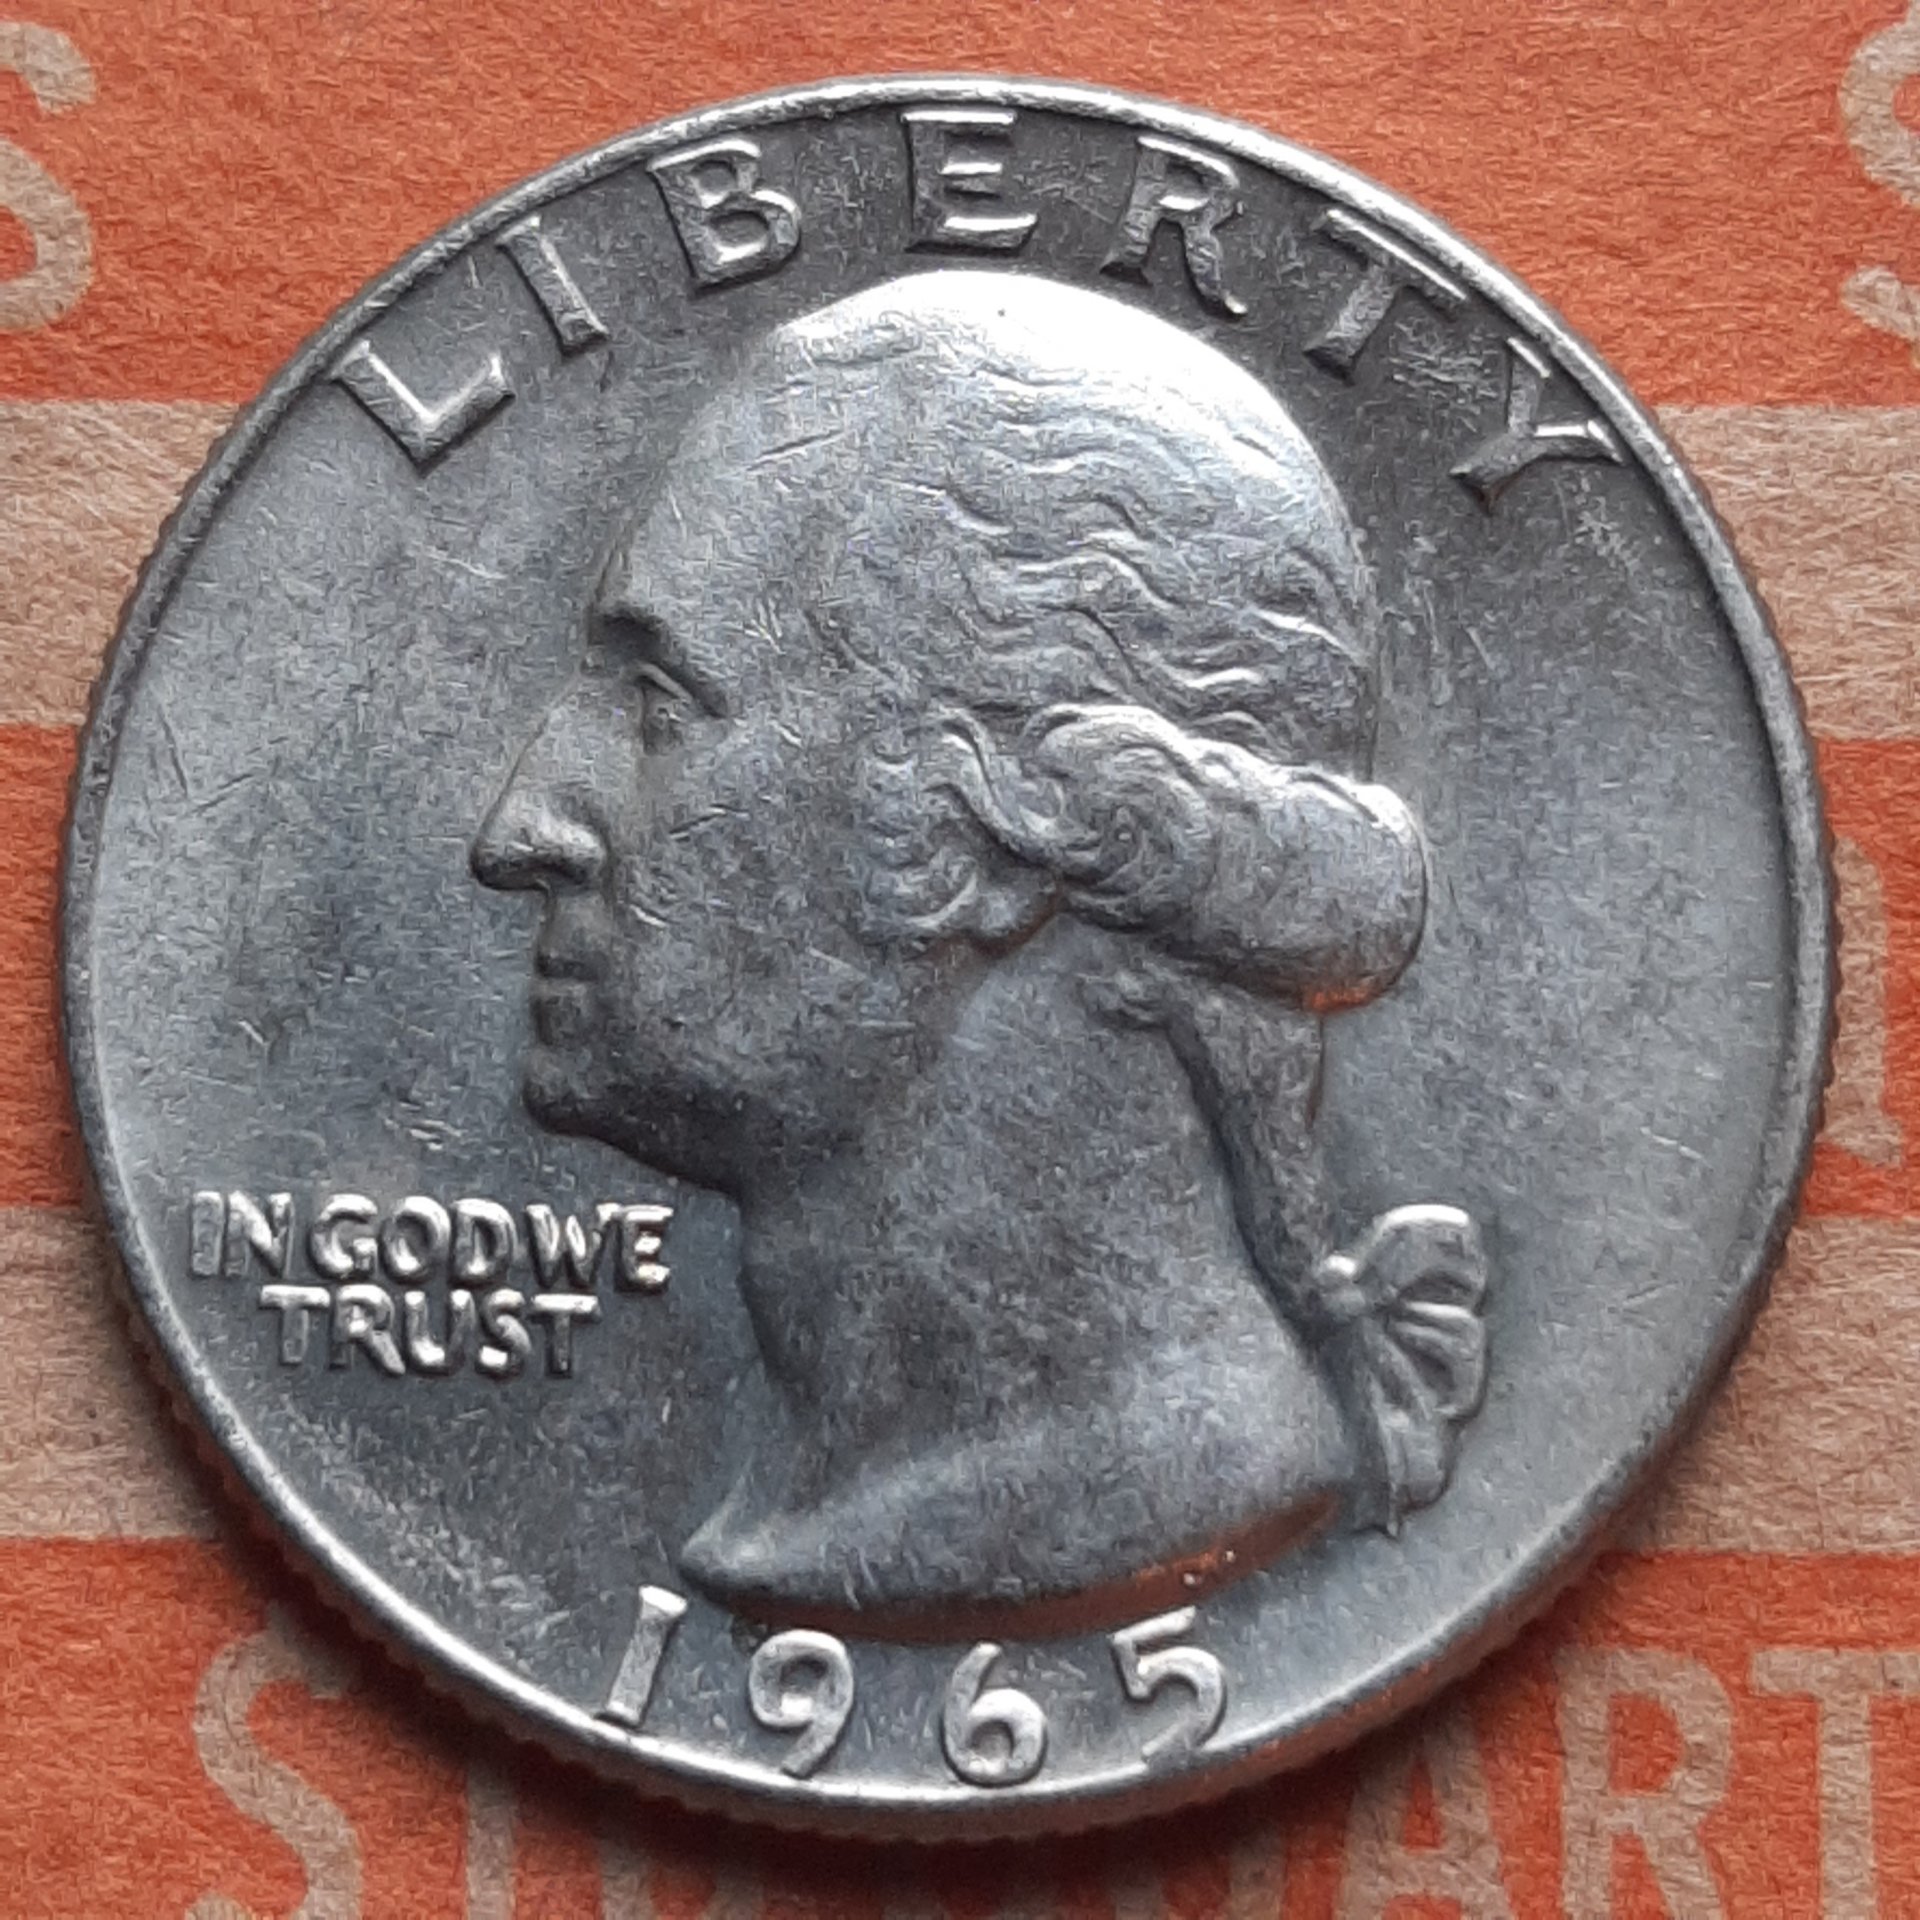 LIBERTY
IN GOD WE
TRUST
1965